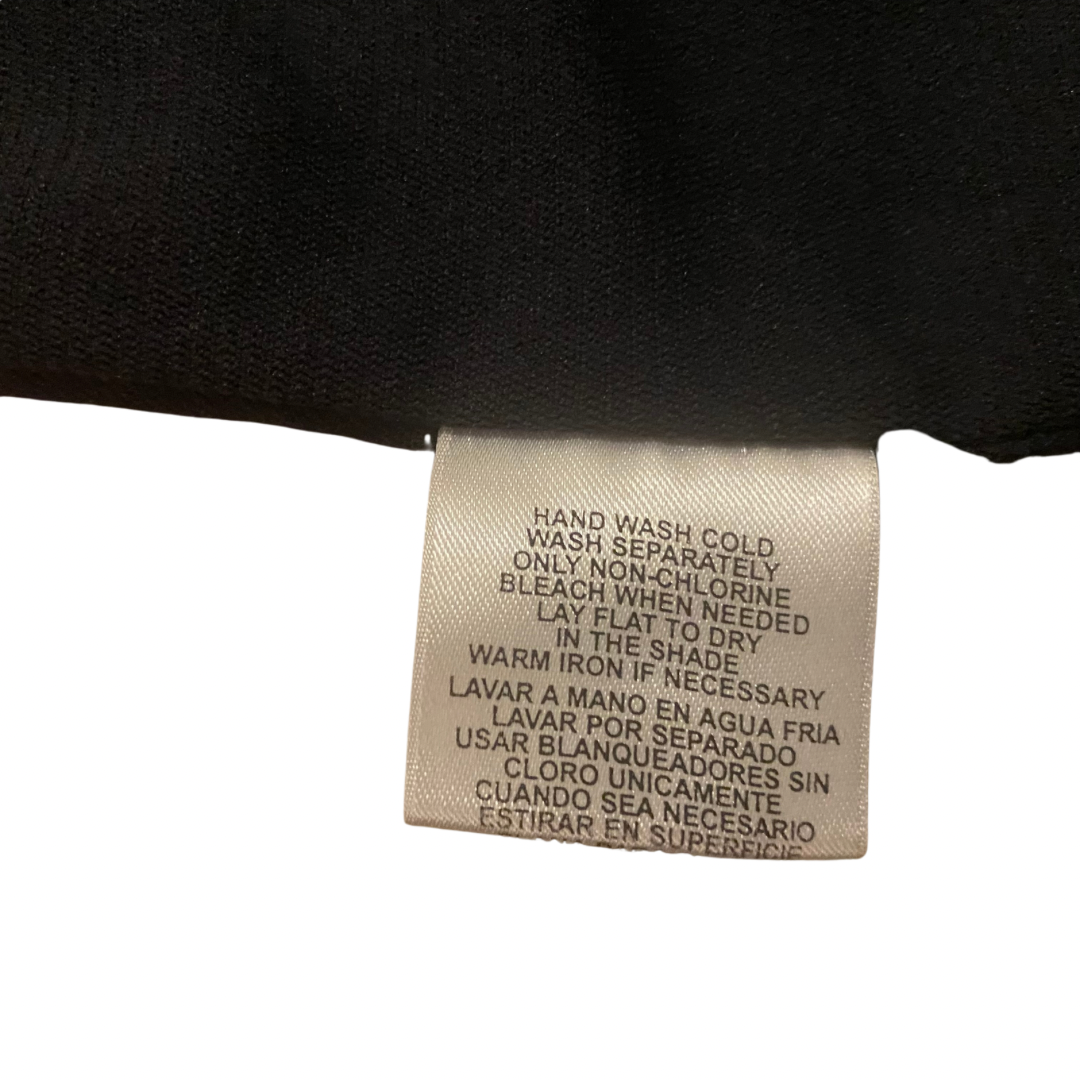 HAND WASH COLD
WASH SEPARATELY
ONLY NON-CHLORINE
BLEACH WHEN NEEDED
LAY FLAT TO DRY
IN THE SHADE
WARM IRON IF NECESSARY
LAVAR A MANO EN AGUA FRIA
LAVAR POR SEPARADO
USAR BLANQUEADORES SIN
CLORO UNICAMENTE
CUANDO SEA NECESARIO
ESTIRAR EN SUPERFICIE